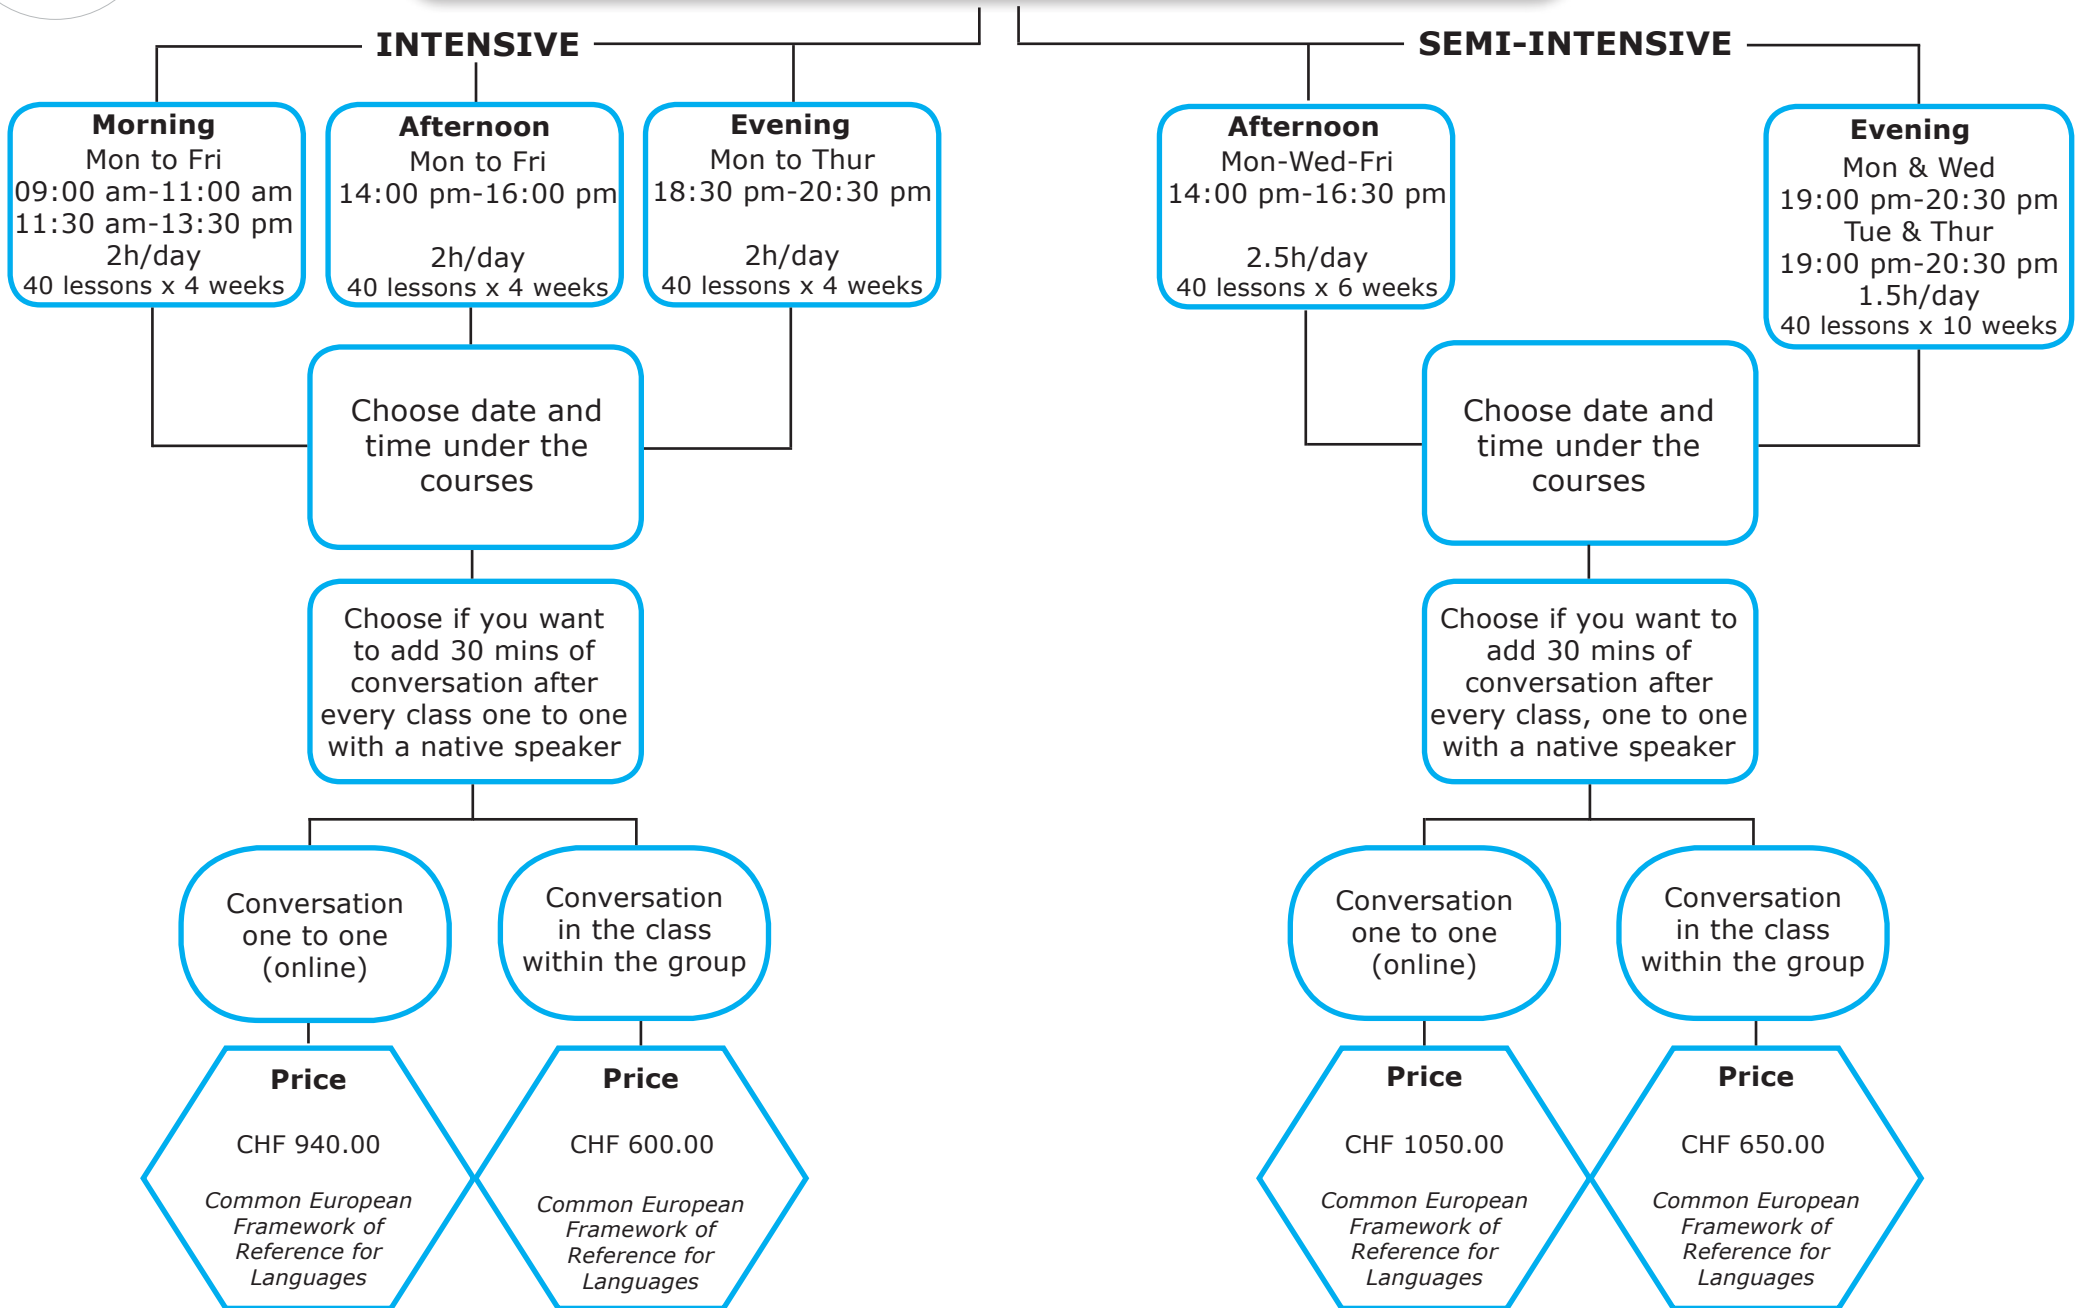 INTENSIVE
SEMI-INTENSIVE
Morning
Mon to Fri
09:00 am-11:00 am
11:30 am-13:30 pm
2h/day
40 lessons x 4 weeks
Afternoon
Mon to Fri
14:00 pm-16:00 pm
2h/day
40 lessons x 4 weeks
Evening
Mon to Thur
18:30 pm-20:30 pm
2h/day
40 lessons x 4 weeks
Afternoon
Mon-Wed-Fri
14:00 pm-16:30 pm
2.5h/day
40 lessons x 6 weeks
Evening
Mon & Wed
19:00 pm-20:30 pm
Tue & Thur
19:00 pm-20:30 pm
1.5h/day
40 lessons x 10 weeks
Choose date and
time under the
courses
Choose date and
time under the
courses
Choose if you want
to add 30 mins of
conversation after
every class one to one
with a native speaker
Choose if you want to
add 30 mins of
conversation after
every class, one to one
with a native speaker
Conversation
one to one
(online)
Conversation
in the class
within the group
Conversation
one to one
(online)
Conversation
in the class
within the group
Price
CHF 940.00
Common European
Framework of
Reference for
Languages
Price
CHF 600.00
Common European
Framework of
Reference for
Languages
Price
CHF 1050.00
Common European
Framework of
Reference for
Languages
Price
CHF 650.00
Common European
Framework of
Reference for
Languages